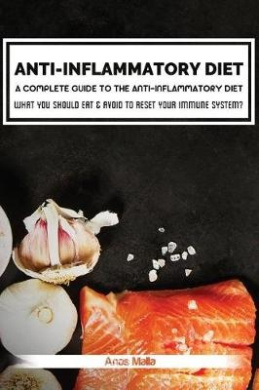 ANTI-INFLAMMATORY DIET
A COMPLETE GUIDE TO THE ANTI-INFLAMMATORY DIET
WHAT YOU SHOULD EAT & AVOID TO RESET YOUR IMMUNE SYSTEM?
Anas Malla